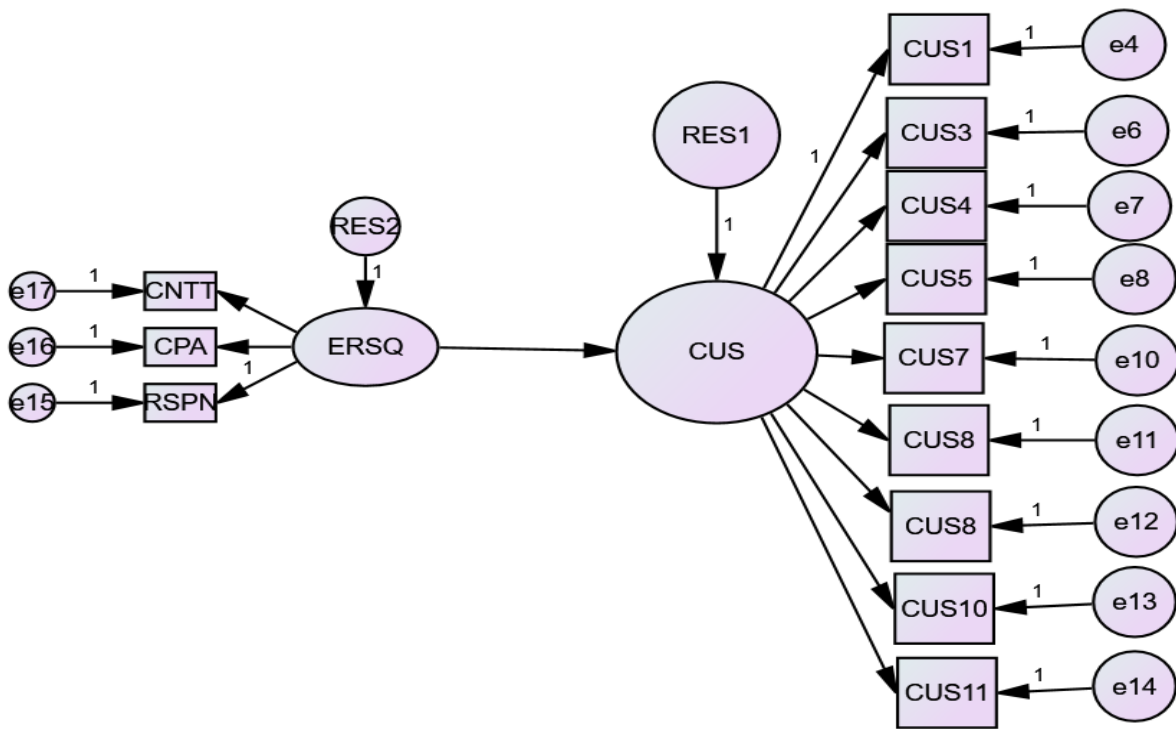 CUS1
1
e4
RES1
CUS3
1
e6
1
CUS4
1
e7
RES2
1
CUS5
1
e8
1
e17
1
CNTT
e16
1
CPA
ERSQ
CUS
CUS7
1
e10
1
e15
1
RSPN
CUS8
1
e11
CUS8
1
e12
CUS10
1
e13
CUS11
1
e14